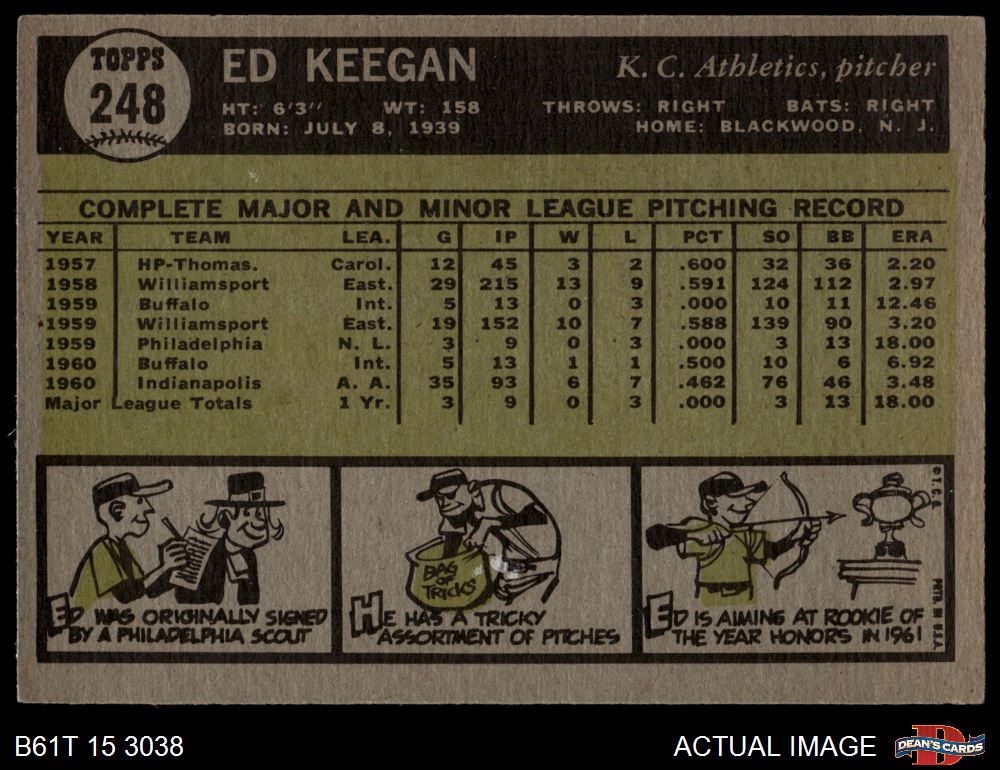 TOPPS
248
ED KEEGAN
K. C. Athletics, pitcher
HT: 6'3" WT: 158 THROWS: RIGHT BATS: RIGHT
BORN: JULY 8, 1939 HOME: BLACKWOOD, N. J.
COMPLETE MAJOR AND MINOR LEAGUE PITCHING RECORD
YEAR TEAM LEA. G IP W L PCT SO BB ERA
1957 HP-Thomas. Carol. 12 45 3 2 .600 32 36 2.20
1958 Williamsport East. 29 215 13 9 .591 124 112 2.97
1959 Buffalo Int. 5 13 0 3 .000 10 11 12.46
1959 Williamsport East. 19 152 10 7 .588 139 90 3.20
1959 Philadelphia N. L. 3 9 0 3 .000 3 13 18.00
1960 Buffalo Int. 5 13 1 1 .500 10 6 6.92
1960 Indianapolis A. A. 35 93 6 7 .462 76 46 3.48
Major League Totals 1 Yr. 3 9 0 3 .000 3 13 18.00
ED WAS ORIGINALLY SIGNED
BY A PHILADELPHIA SCOUT
BAG
OF
TRICKS
HE HAS A TRICKY
ASSORTMENT OF PITCHES
ED IS AIMING AT ROOKIE OF
THE YEAR HONORS IN 1961
© T. C. G. PRTD. IN U.S.A.
B61T 15 3038
ACTUAL IMAGE
D
DEAN'S CARDS